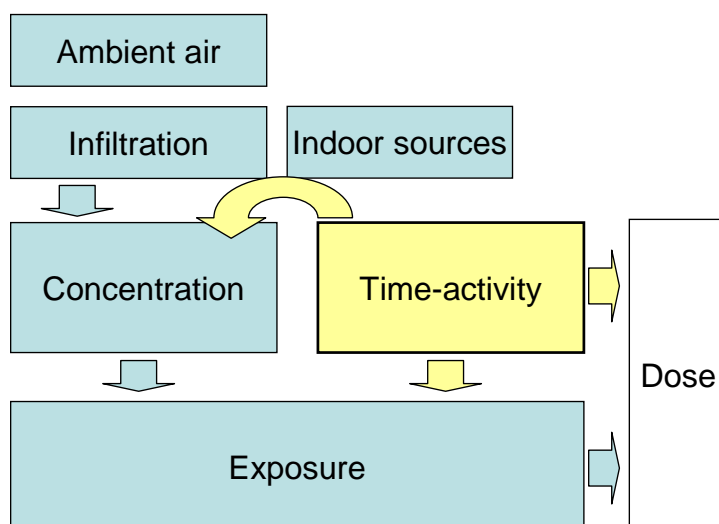 Ambient air
Infiltration
Indoor sources
Concentration
Time-activity
Dose
Exposure